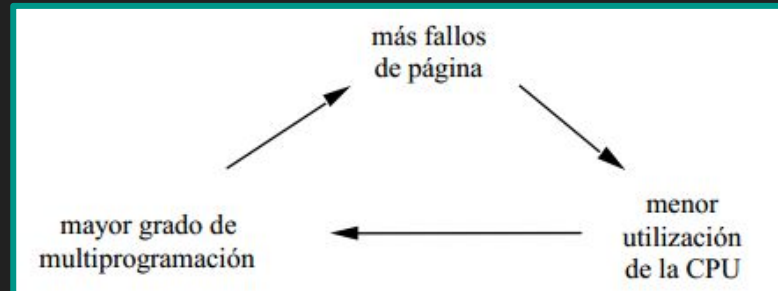 más fallos
de página
mayor grado de
multiprogramación
menor
utilización
de la CPU